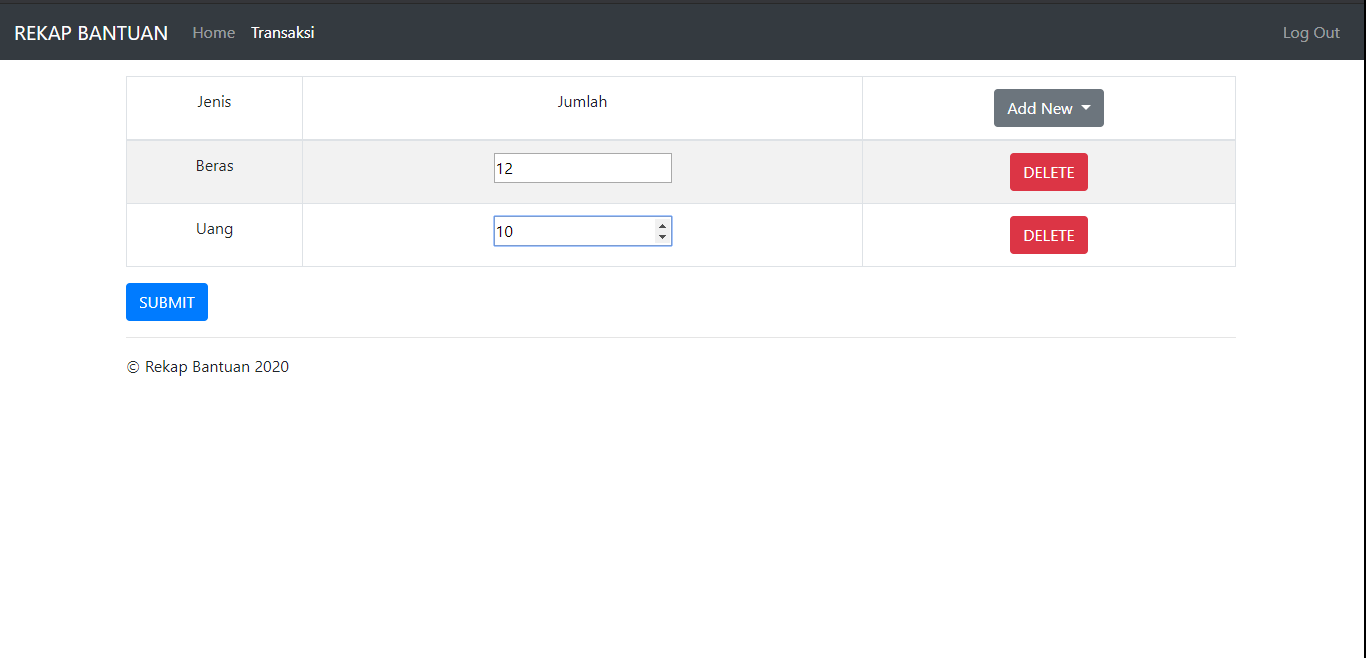 REKAP BANTUAN Home Transaksi Log Out
Jenis Jumlah Add New
Beras 12 DELETE
Uang 10 DELETE
SUBMIT
© Rekap Bantuan 2020